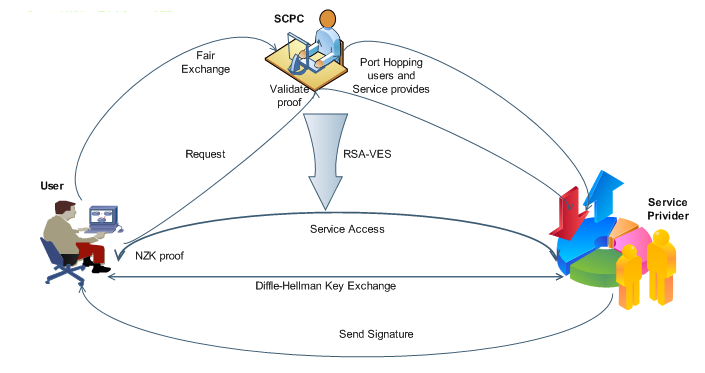 SCPC
Fair
Exchange
Port Hopping
users and
Service provides
Validate
proof
Request
RSA-VES
User
Service
Provider
Service Access
NZK proof
Diffle-Hellman Key Exchange
Send Signature